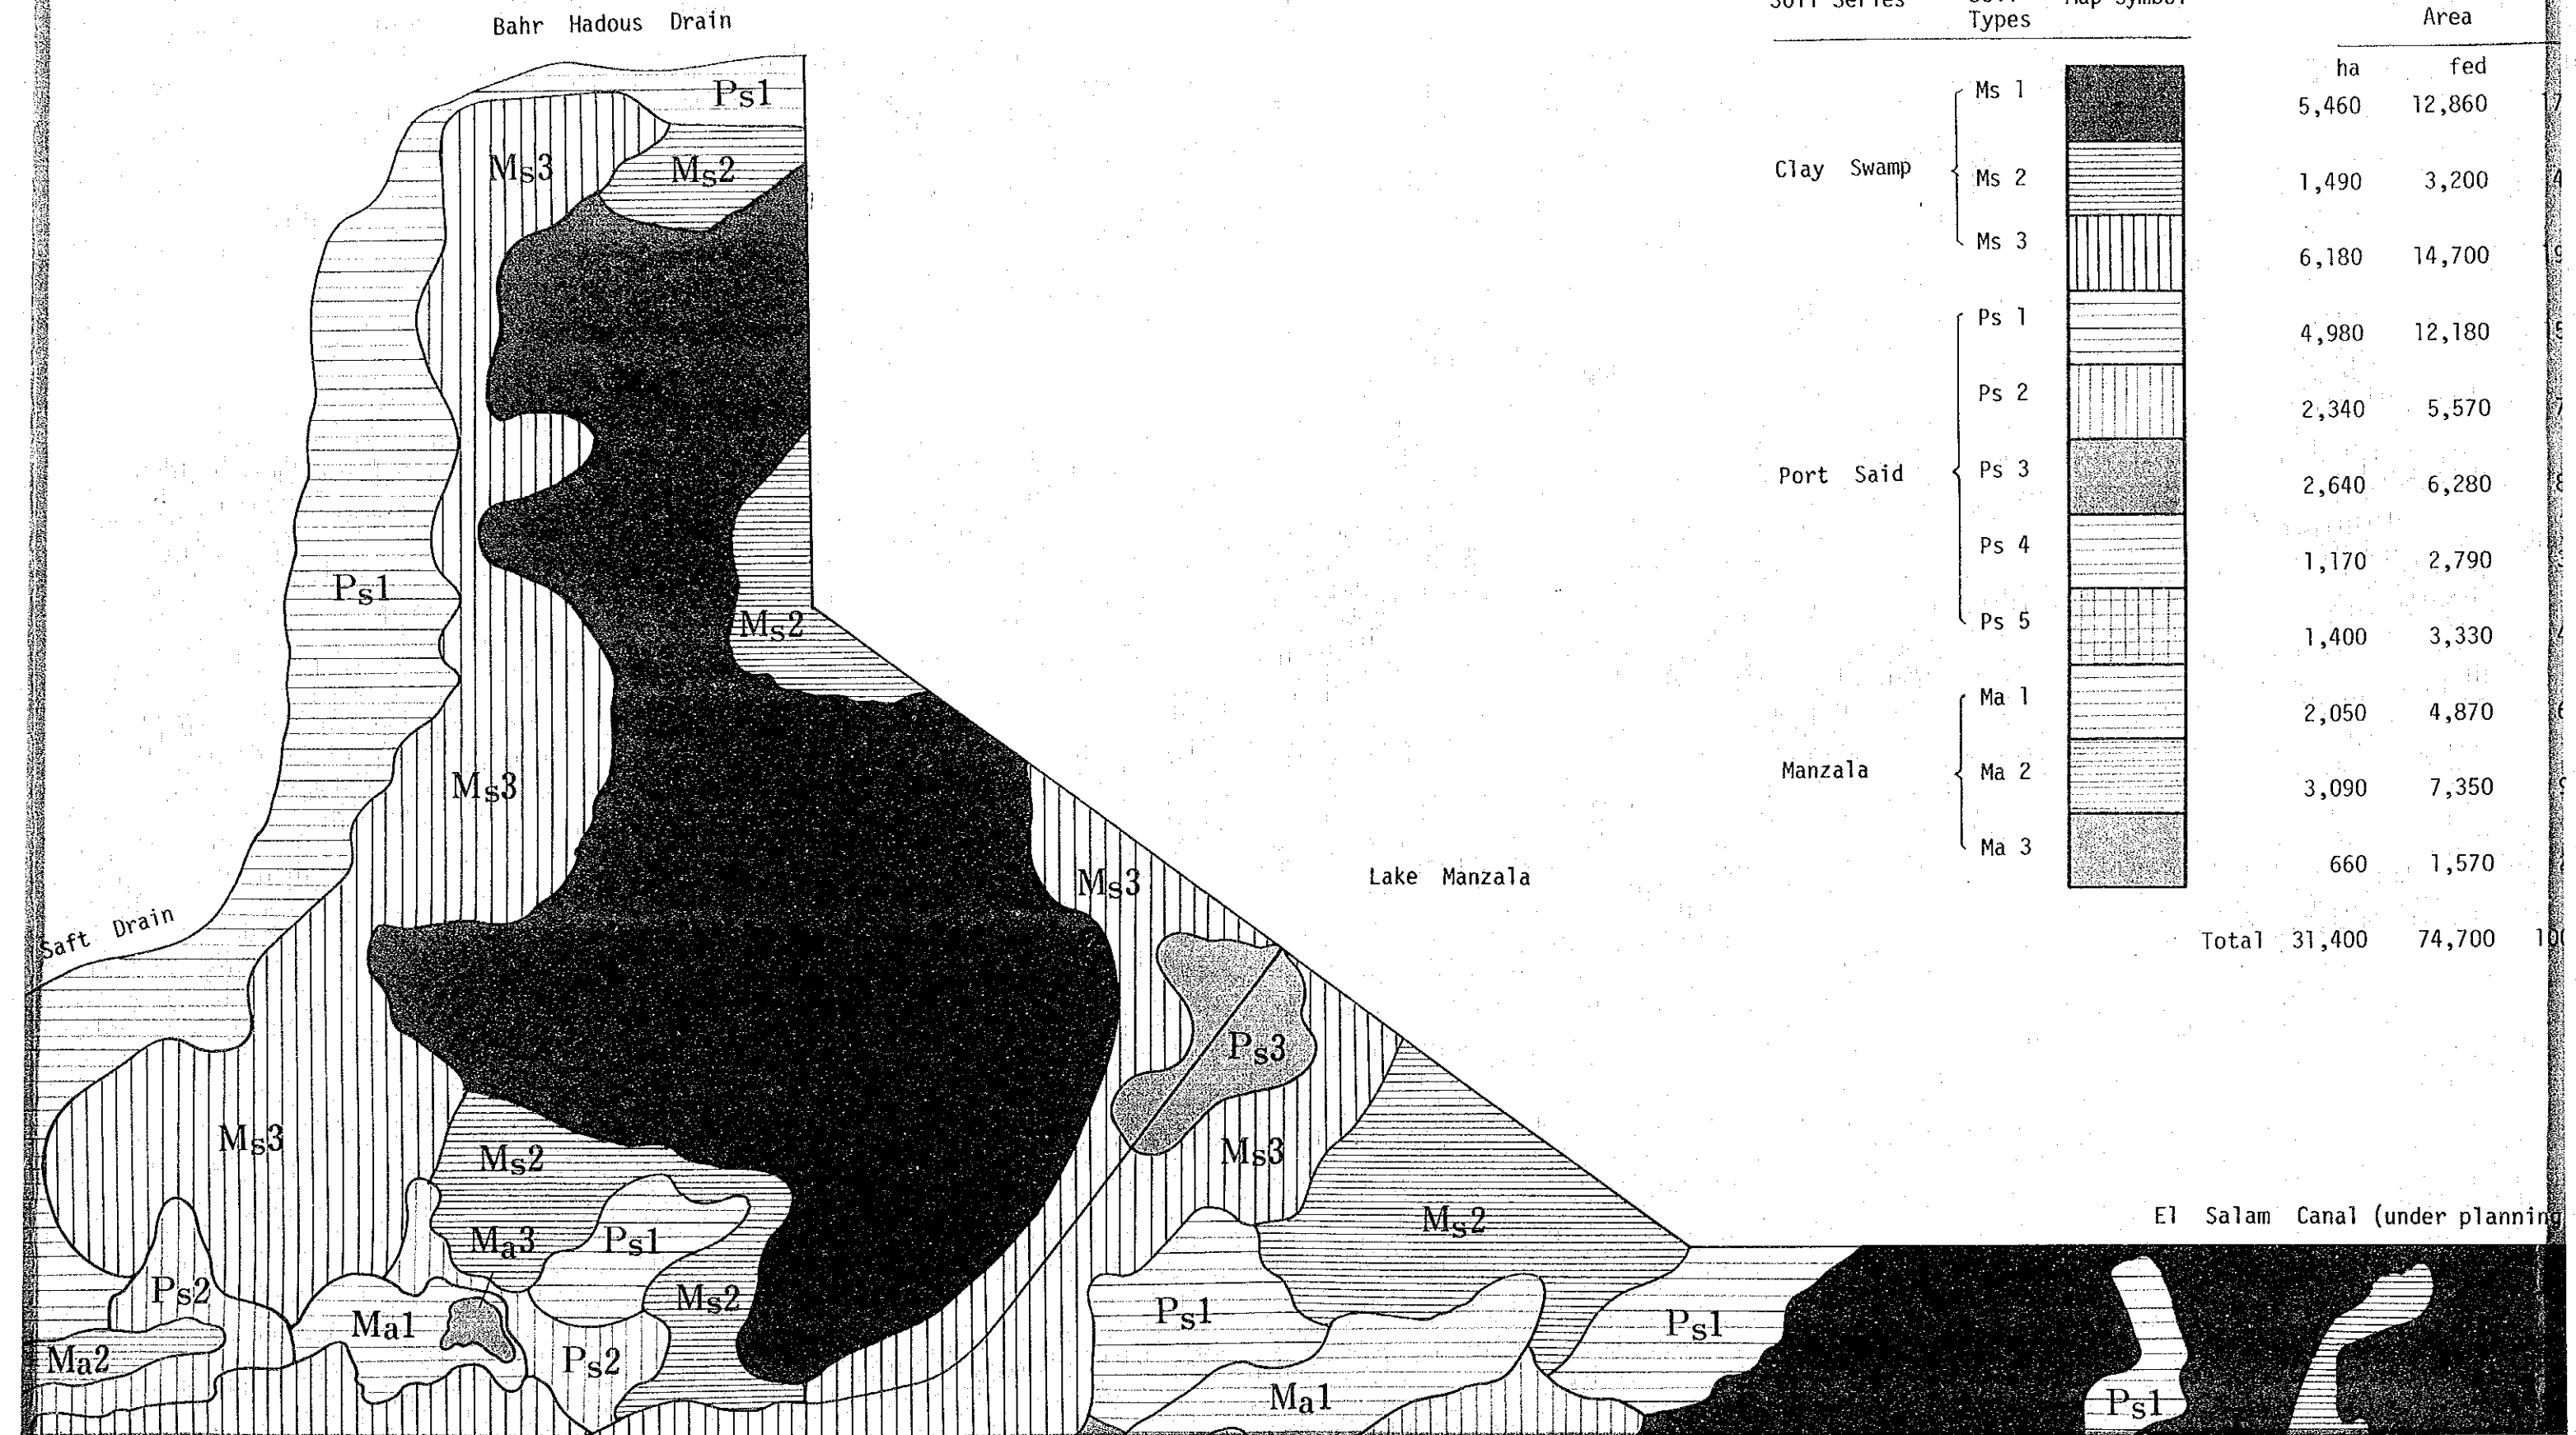 Bahr Hadous Drain
Types
Area
ha fed
Ms 1 5,460 12,860
Clay Swamp
Ms 2 1,490 3,200
Ms 3 6,180 14,700
Ps 1 4,980 12,180
Ps 2 2,340 5,570
Port Said
Ps 3 2,640 6,280
Ps 4 1,170 2,790
Ps 5 1,400 3,330
Ma 1 2,050 4,870
Manzala
Ma 2 3,090 7,350
Ma 3 660 1,570
Total 31,400 74,700
Ps1
Ms3
Ms2
Ps1
Ms2
Ms3
Ms3
Lake Manzala
Saft Drain
Ps3
Ms3
Ms2
Ms3
El Salam Canal (under planning
Ma3
Ps1
Ms2
Ps2
Ms2
Ps1
Ma1
Ps1
Ma2
Ps2
Ma1
Ps1